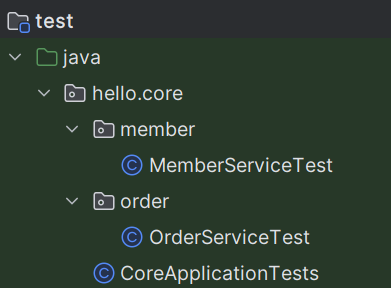 test
java
hello.core
member
MemberServiceTest
order
OrderServiceTest
CoreApplicationTests